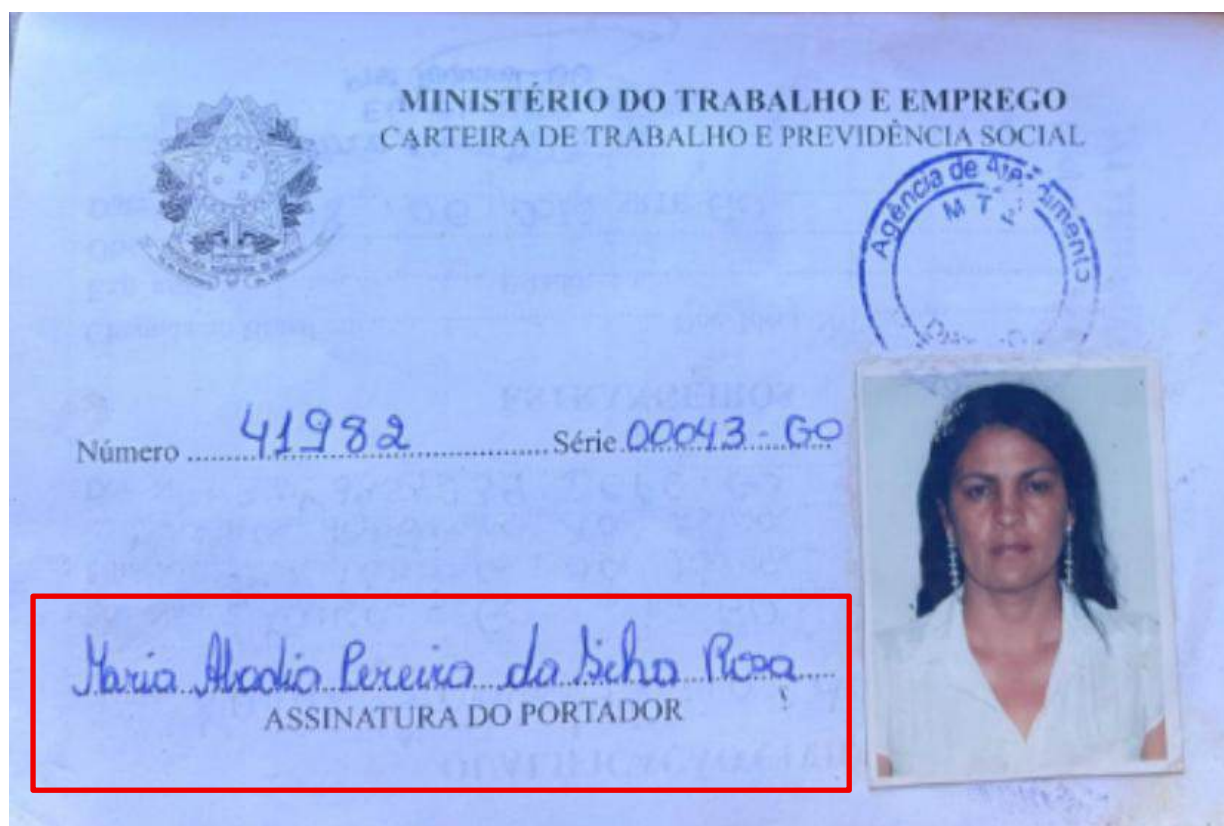 MINISTÉRIO DO TRABALHO E EMPREGO
CARTEIRA DE TRABALHO E PREVIDÊNCIA SOCIAL
Agência de Atendimento
M T E
Número 41982 Série 00043 - GO
Maria Abadia Pereira da Silva Rosa
ASSINATURA DO PORTADOR
ESTRANGEIROS